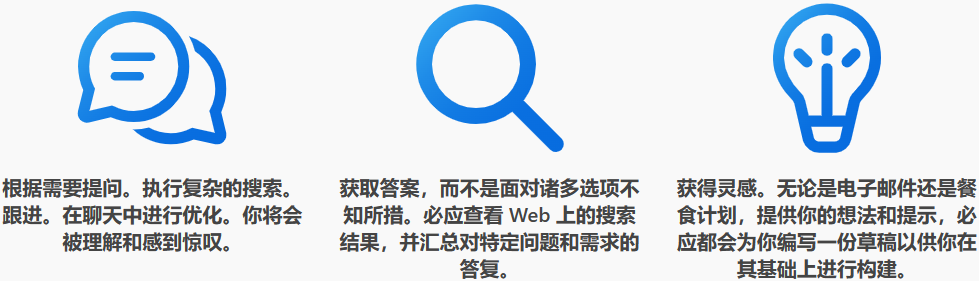 根据需要提问。执行复杂的搜索。
跟进。在聊天中进行优化。你将会
被理解和感到惊叹。
获取答案，而不是面对诸多选项不
知所措。必应查看 Web 上的搜索
结果，并汇总对特定问题和需求的
答复。
获得灵感。无论是电子邮件还是餐
食计划，提供你的想法和提示，必
应都会为你编写一份草稿以供你在
其基础上进行构建。